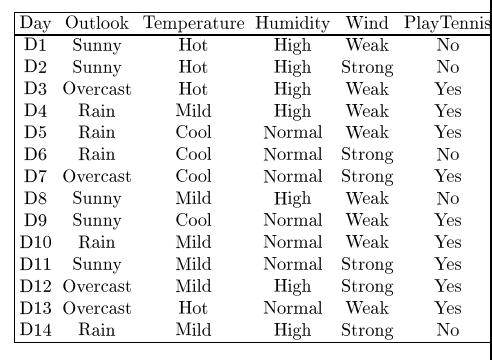 Day Outlook Temperature Humidity Wind PlayTennis
D1 Sunny Hot High Weak No
D2 Sunny Hot High Strong No
D3 Overcast Hot High Weak Yes
D4 Rain Mild High Weak Yes
D5 Rain Cool Normal Weak Yes
D6 Rain Cool Normal Strong No
D7 Overcast Cool Normal Strong Yes
D8 Sunny Mild High Weak No
D9 Sunny Cool Normal Weak Yes
D10 Rain Mild Normal Weak Yes
D11 Sunny Mild Normal Strong Yes
D12 Overcast Mild High Strong Yes
D13 Overcast Hot Normal Weak Yes
D14 Rain Mild High Strong No